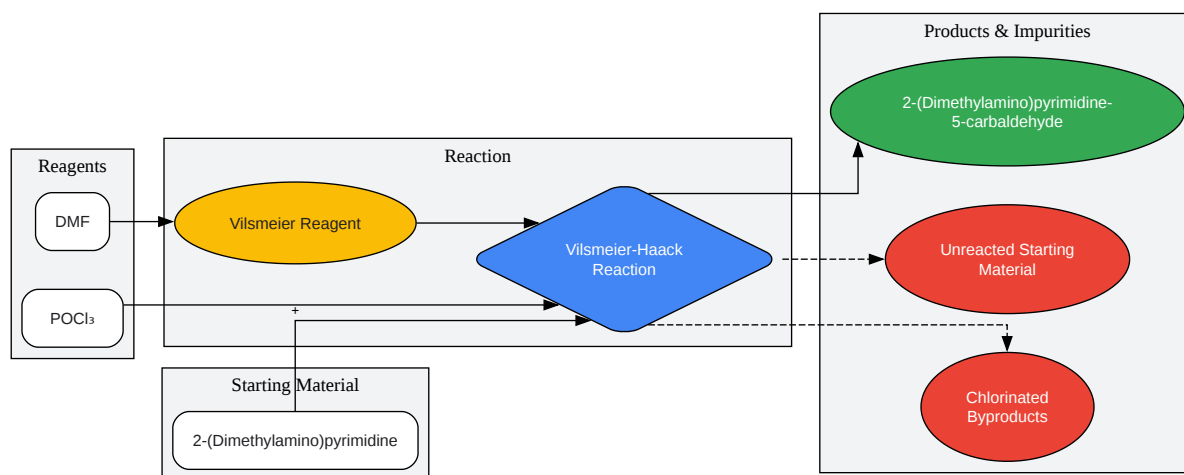 Products & Impurities
2-(Dimethylamino)pyrimidine-
5-carbaldehyde
Reagents
Reaction
DMF
Vilsmeier Reagent
Vilsmeier-Haack
Reaction
Unreacted Starting
Material
POCl₃
+
Starting Material
2-(Dimethylamino)pyrimidine
Chlorinated
Byproducts